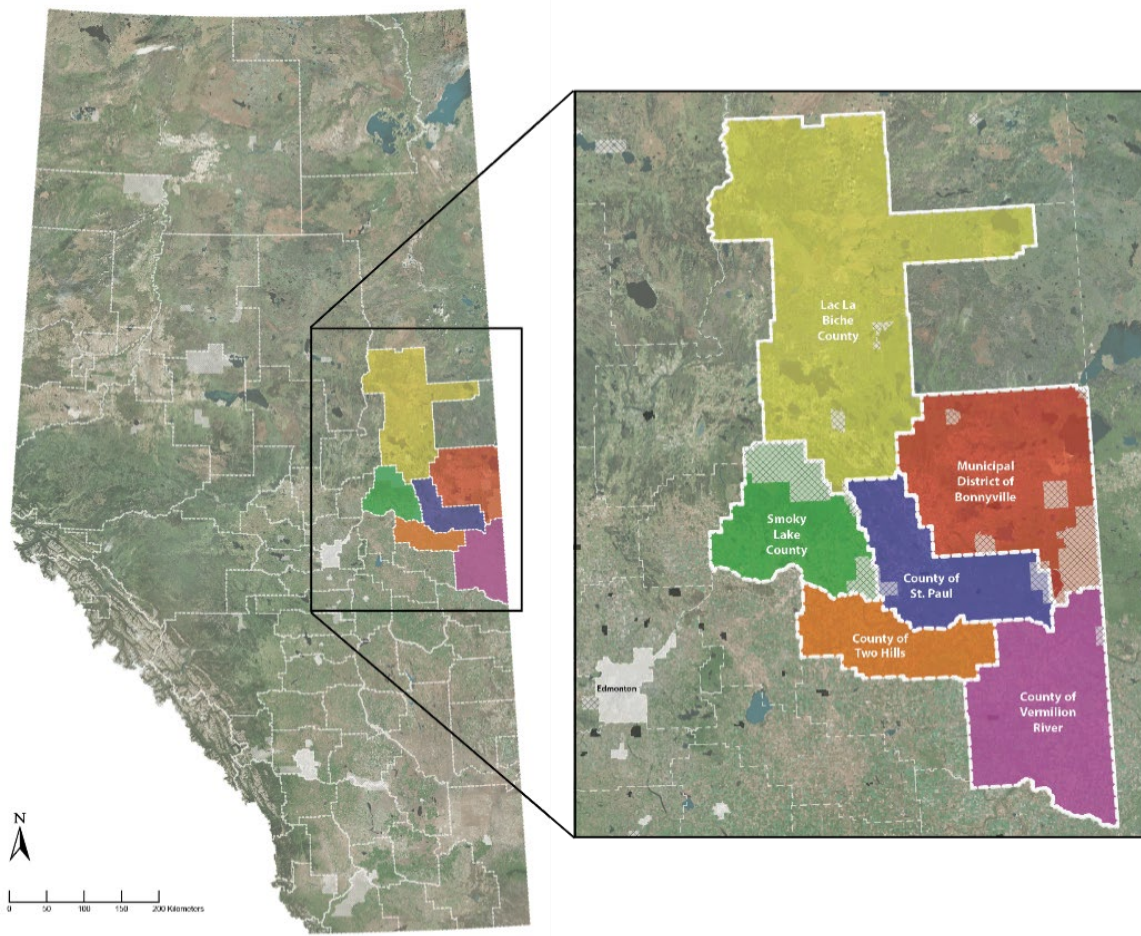 Lac La
Biche
County
Municipal
District of
Bonnyville
Smoky
Lake
County
County of
St. Paul
County of
Two Hills
Edmonton
County of
Vermilion
River
N
0 50 100 150 200 Kilometers